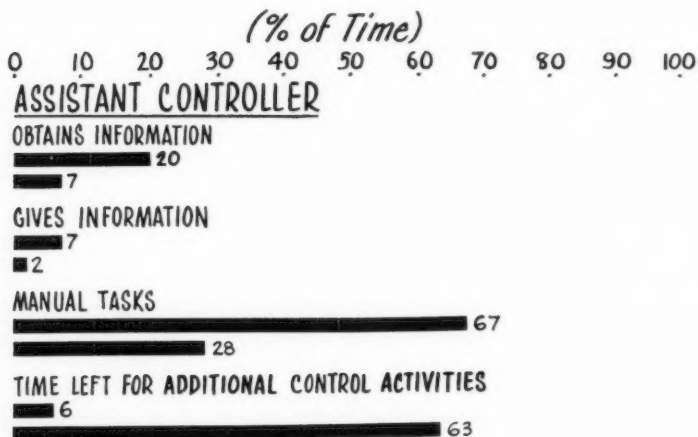 (% of Time)
0 10 20 30 40 50 60 70 80 90 100
ASSISTANT CONTROLLER
OBTAINS INFORMATION
20
7
GIVES INFORMATION
7
2
MANUAL TASKS
67
28
TIME LEFT FOR ADDITIONAL CONTROL ACTIVITIES
6
63